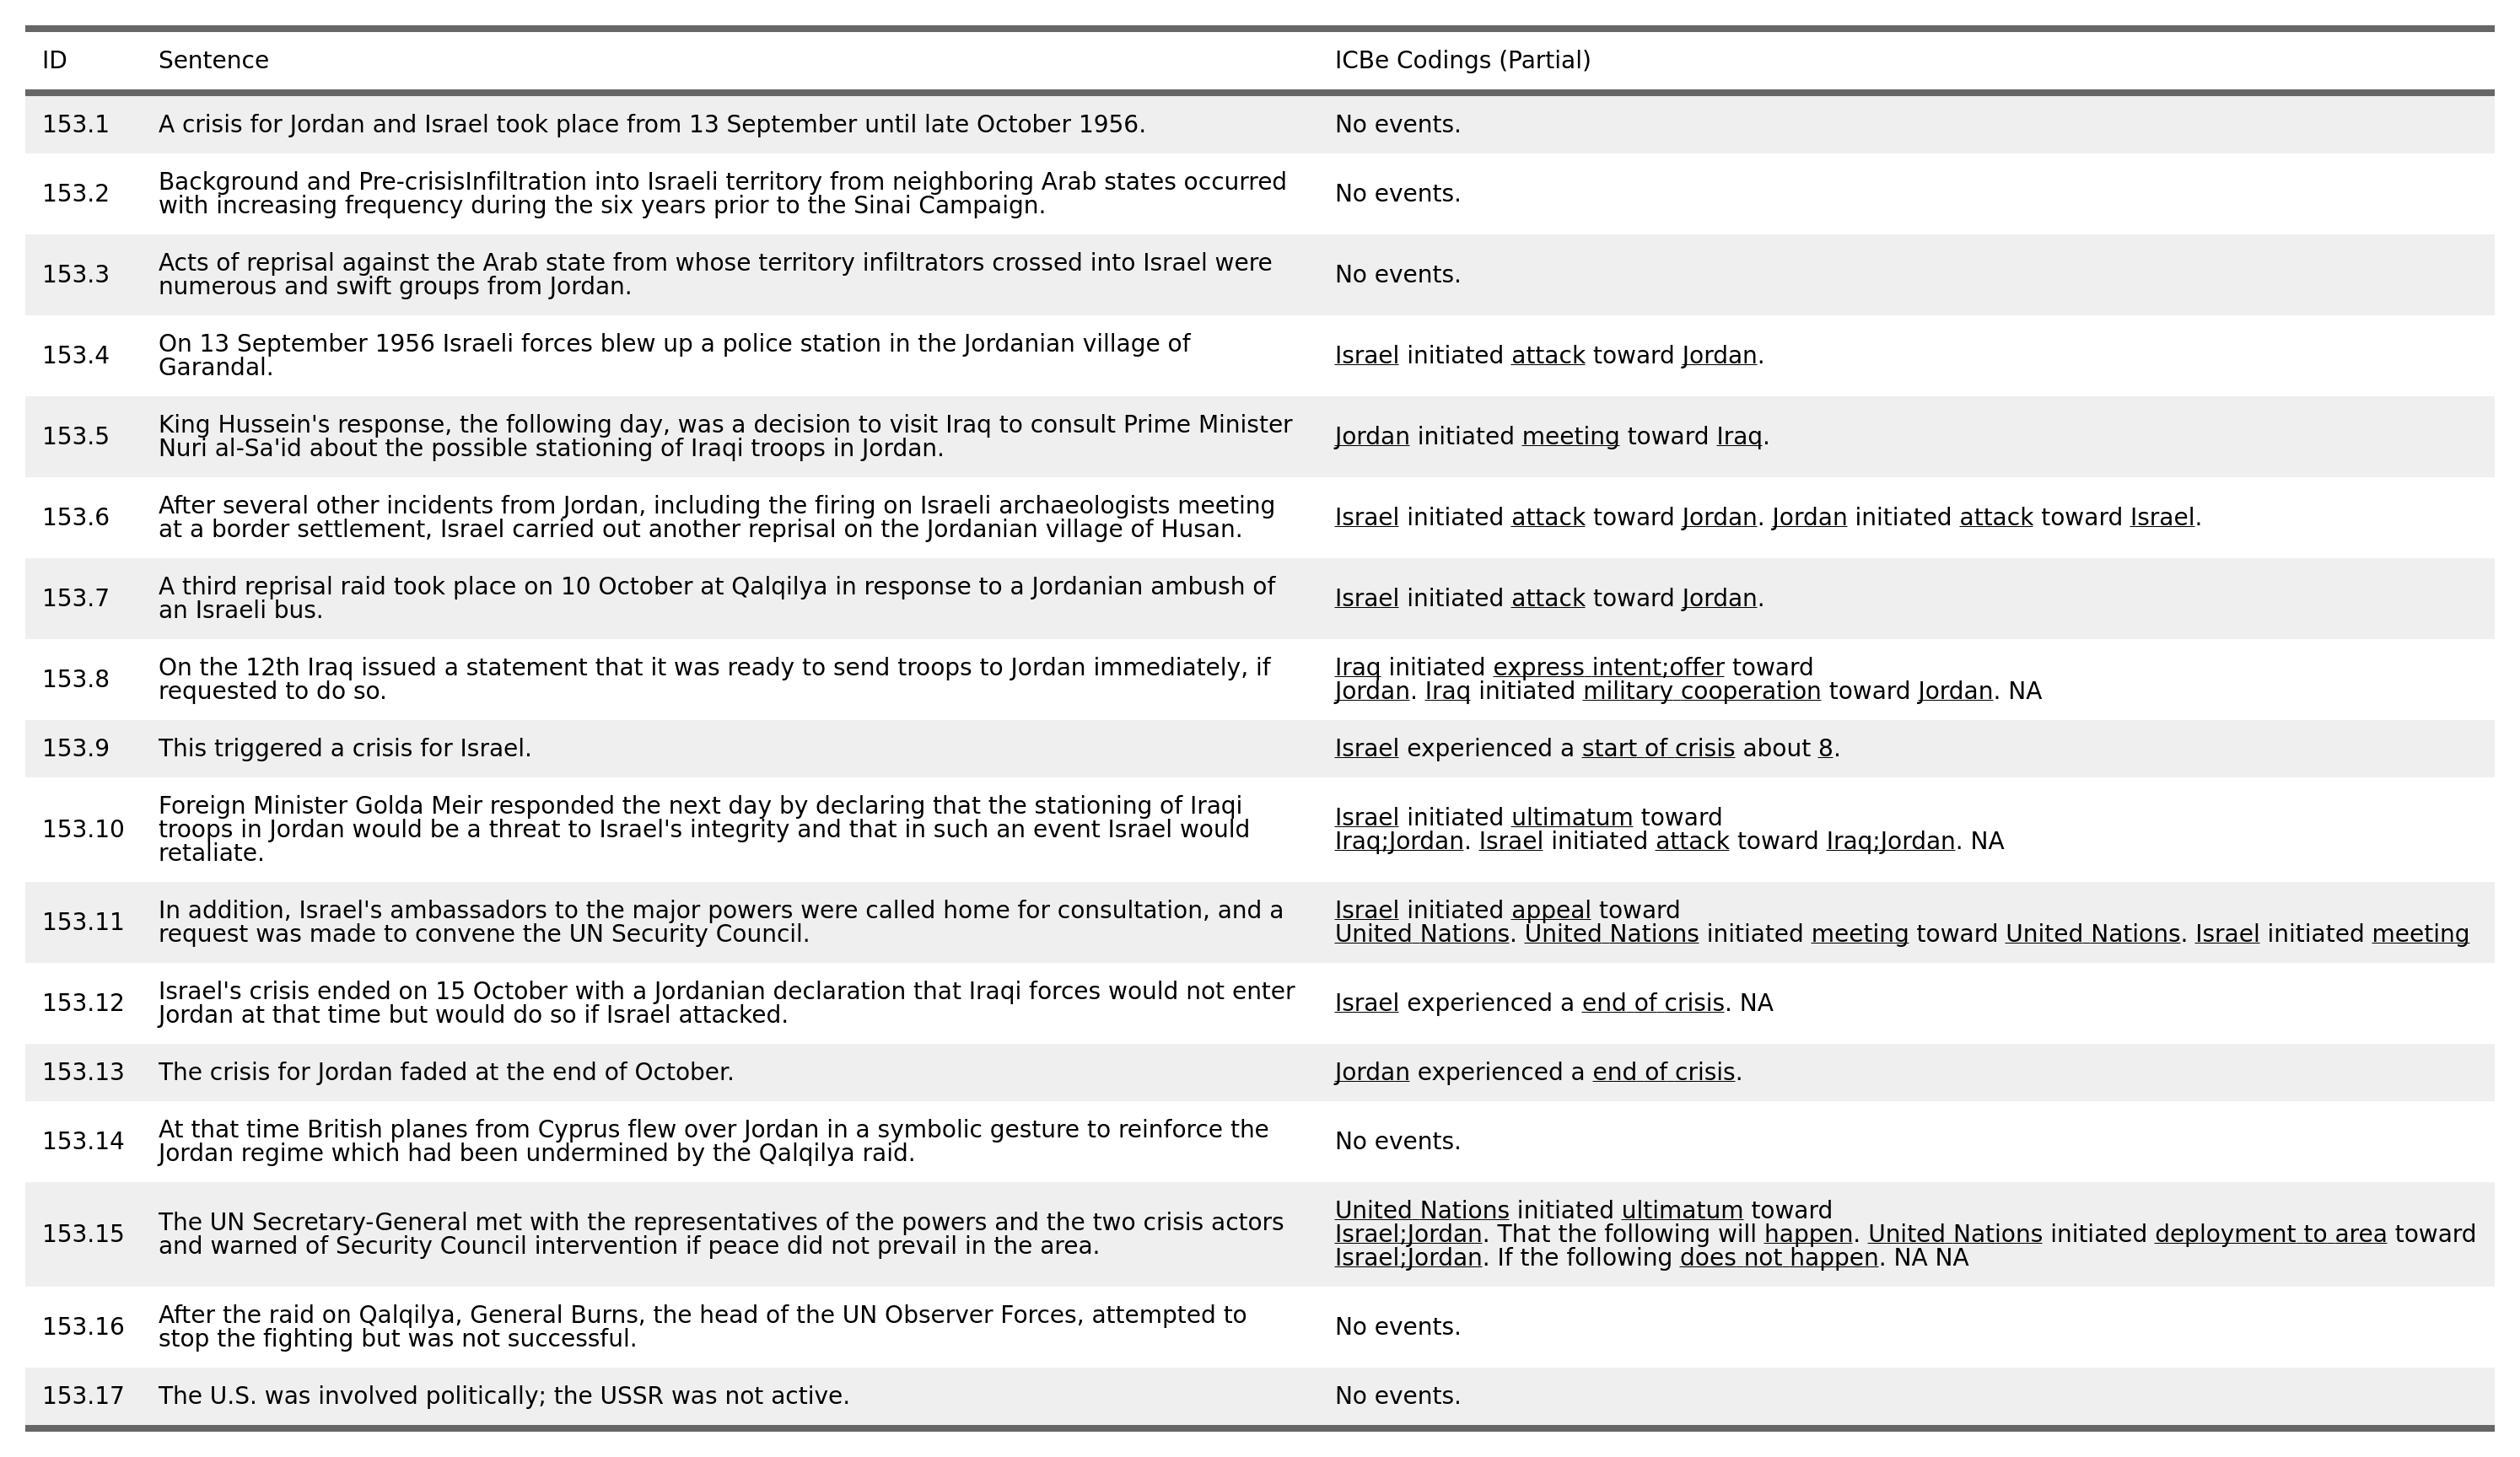 ID Sentence ICBe Codings (Partial)
153.1 A crisis for Jordan and Israel took place from 13 September until late October 1956. No events.
153.2 Background and Pre-crisisInfiltration into Israeli territory from neighboring Arab states occurred
with increasing frequency during the six years prior to the Sinai Campaign. No events.
153.3 Acts of reprisal against the Arab state from whose territory infiltrators crossed into Israel were
numerous and swift groups from Jordan. No events.
153.4 On 13 September 1956 Israeli forces blew up a police station in the Jordanian village of
Garandal. Israel initiated attack toward Jordan.
153.5 King Hussein's response, the following day, was a decision to visit Iraq to consult Prime Minister
Nuri al-Sa'id about the possible stationing of Iraqi troops in Jordan. Jordan initiated meeting toward Iraq.
153.6 After several other incidents from Jordan, including the firing on Israeli archaeologists meeting
at a border settlement, Israel carried out another reprisal on the Jordanian village of Husan. Israel initiated attack toward Jordan. Jordan initiated attack toward Israel.
153.7 A third reprisal raid took place on 10 October at Qalqilya in response to a Jordanian ambush of
an Israeli bus. Israel initiated attack toward Jordan.
153.8 On the 12th Iraq issued a statement that it was ready to send troops to Jordan immediately, if
requested to do so. Iraq initiated express intent;offer toward
Jordan. Iraq initiated military cooperation toward Jordan. NA
153.9 This triggered a crisis for Israel. Israel experienced a start of crisis about 8.
153.10 Foreign Minister Golda Meir responded the next day by declaring that the stationing of Iraqi
troops in Jordan would be a threat to Israel's integrity and that in such an event Israel would
retaliate. Israel initiated ultimatum toward
Iraq;Jordan. Israel initiated attack toward Iraq;Jordan. NA
153.11 In addition, Israel's ambassadors to the major powers were called home for consultation, and a
request was made to convene the UN Security Council. Israel initiated appeal toward
United Nations. United Nations initiated meeting toward United Nations. Israel initiated meeting
153.12 Israel's crisis ended on 15 October with a Jordanian declaration that Iraqi forces would not enter
Jordan at that time but would do so if Israel attacked. Israel experienced a end of crisis. NA
153.13 The crisis for Jordan faded at the end of October. Jordan experienced a end of crisis.
153.14 At that time British planes from Cyprus flew over Jordan in a symbolic gesture to reinforce the
Jordan regime which had been undermined by the Qalqilya raid. No events.
153.15 The UN Secretary-General met with the representatives of the powers and the two crisis actors
and warned of Security Council intervention if peace did not prevail in the area. United Nations initiated ultimatum toward
Israel;Jordan. That the following will happen. United Nations initiated deployment to area toward
Israel;Jordan. If the following does not happen. NA NA
153.16 After the raid on Qalqilya, General Burns, the head of the UN Observer Forces, attempted to
stop the fighting but was not successful. No events.
153.17 The U.S. was involved politically; the USSR was not active. No events.